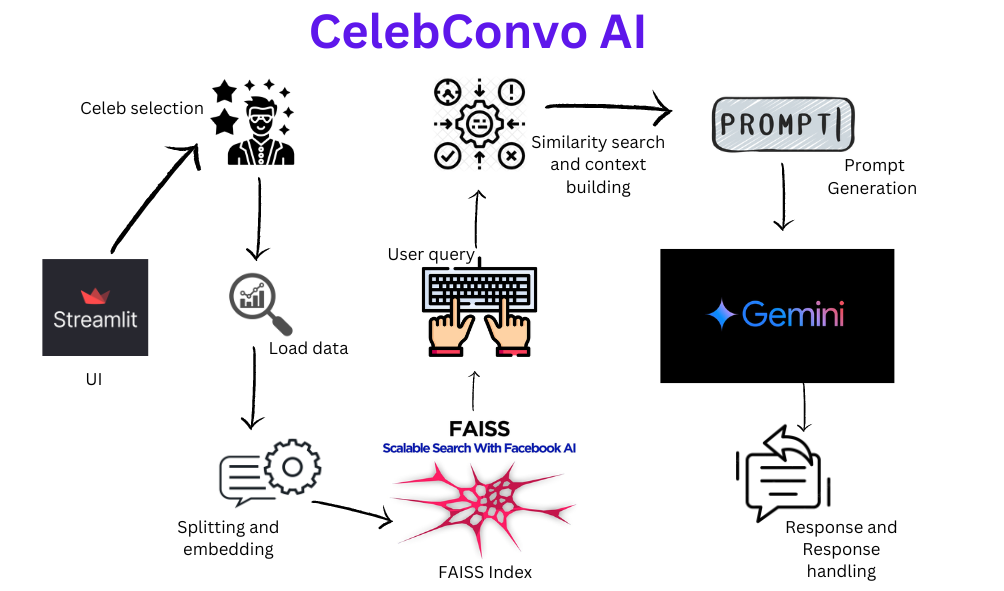 CelebConvo AI
Celeb selection
Streamlit
UI
Load data
Splitting and
embedding
FAISS
Scalable Search With Facebook AI
FAISS Index
User query
Similarity search
and context
building
PROMPT
Prompt
Generation
Gemini
Response and
Response
handling